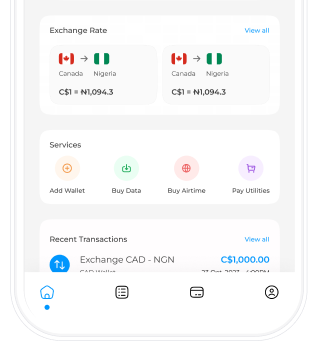 Exchange Rate View all
Canada Nigeria Canada Nigeria
C$1 = ₦1,094.3 C$1 = ₦1,094.3
Services
Add Wallet Buy Data Buy Airtime Pay Utilities
Recent Transactions View all
Exchange CAD - NGN C$1,000.00
CAD Wallet 23 Oct, 2023